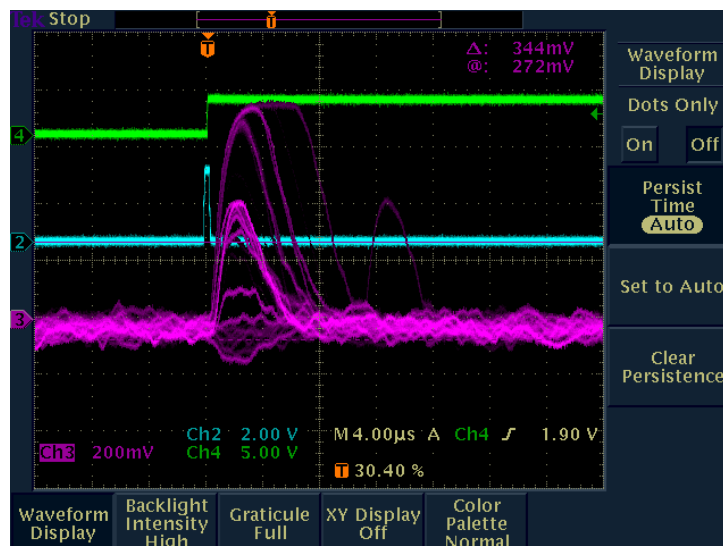 Tek Stop
T
T
Δ: 344mV
@: 272mV
4
2
3
Ch2 2.00 V
Ch3 200mV
Ch4 5.00 V
M 4.00µs A Ch4 1.90 V
T 30.40 %
Waveform
Display
Dots Only
On Off
Persist
Time
Auto
Set to Auto
Clear
Persistence
Waveform
Display
Backlight
Intensity
High
Graticule
Full
XY Display
Off
Color
Palette
Normal